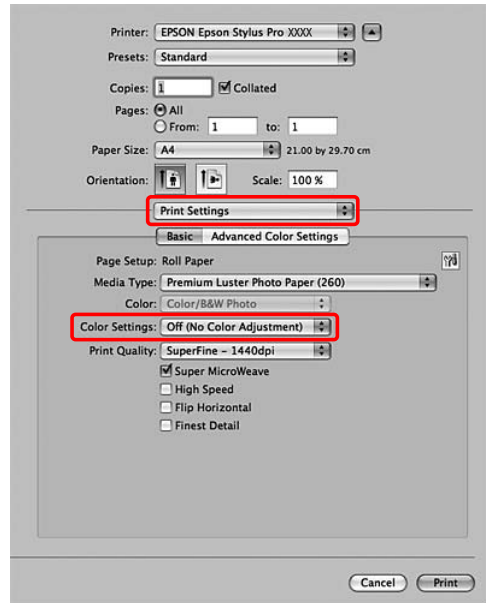 Printer: EPSON Epson Stylus Pro XXXX
Presets: Standard
Copies: 1 Collated
Pages: All
From: 1 to: 1
Paper Size: A4 21.00 by 29.70 cm
Orientation: Scale: 100 %
Print Settings
Basic Advanced Color Settings
Page Setup: Roll Paper
Media Type: Premium Luster Photo Paper (260)
Color: Color/B&W Photo
Color Settings: Off (No Color Adjustment)
Print Quality: SuperFine - 1440dpi
Super MicroWeave
High Speed
Flip Horizontal
Finest Detail
Cancel Print